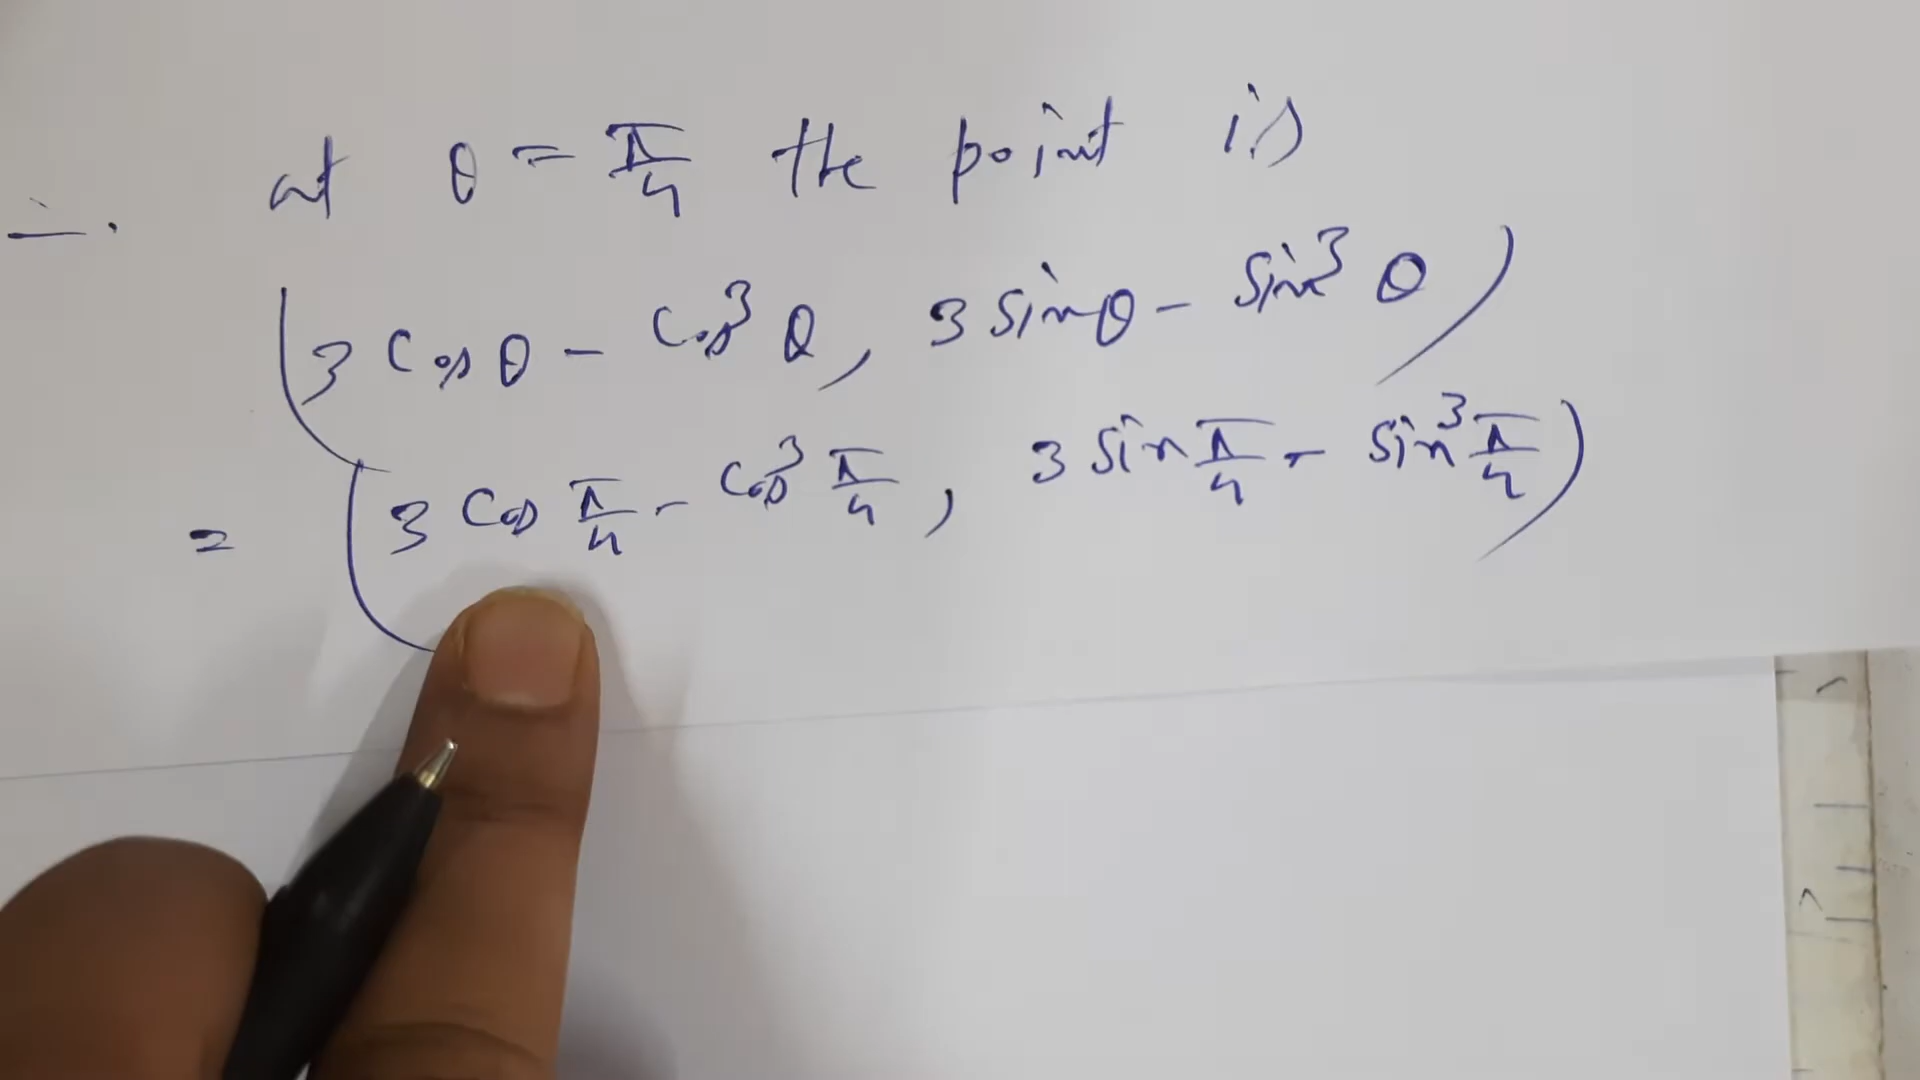 ∴ at θ = π/4 the point is
(3 cos θ - cos³ θ, 3 sin θ - sin³ θ)
= (3 cos π/4 - cos³ π/4, 3 sin π/4 - sin³ π/4)